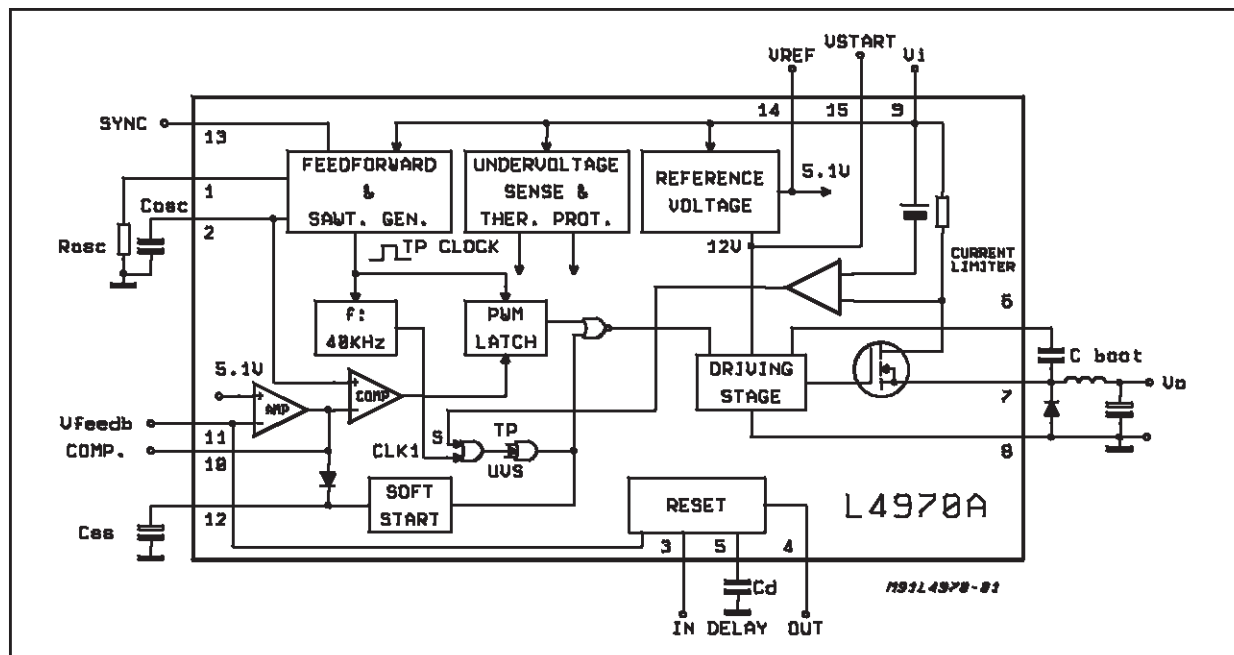 VREF
VSTART
Vi
14
15
9
SYNC
13
FEEDFORWARD
&
SAWT. GEN.
UNDERVOLTAGE
SENSE &
THER. PROT.
REFERENCE
VOLTAGE
5.1V
1
Cosc
2
Rosc
TP CLOCK
12V
CURRENT
LIMITER
6
f:
40KHz
PWM
LATCH
5.1V
DRIVING
STAGE
C boot
Vo
7
AMP
COMP
Vfeedb
11
COMP.
10
S
CLK1
TP
UVS
8
SOFT
START
RESET
L4970A
Css
12
3
5
4
Cd
M91L4970-01
IN
DELAY
OUT